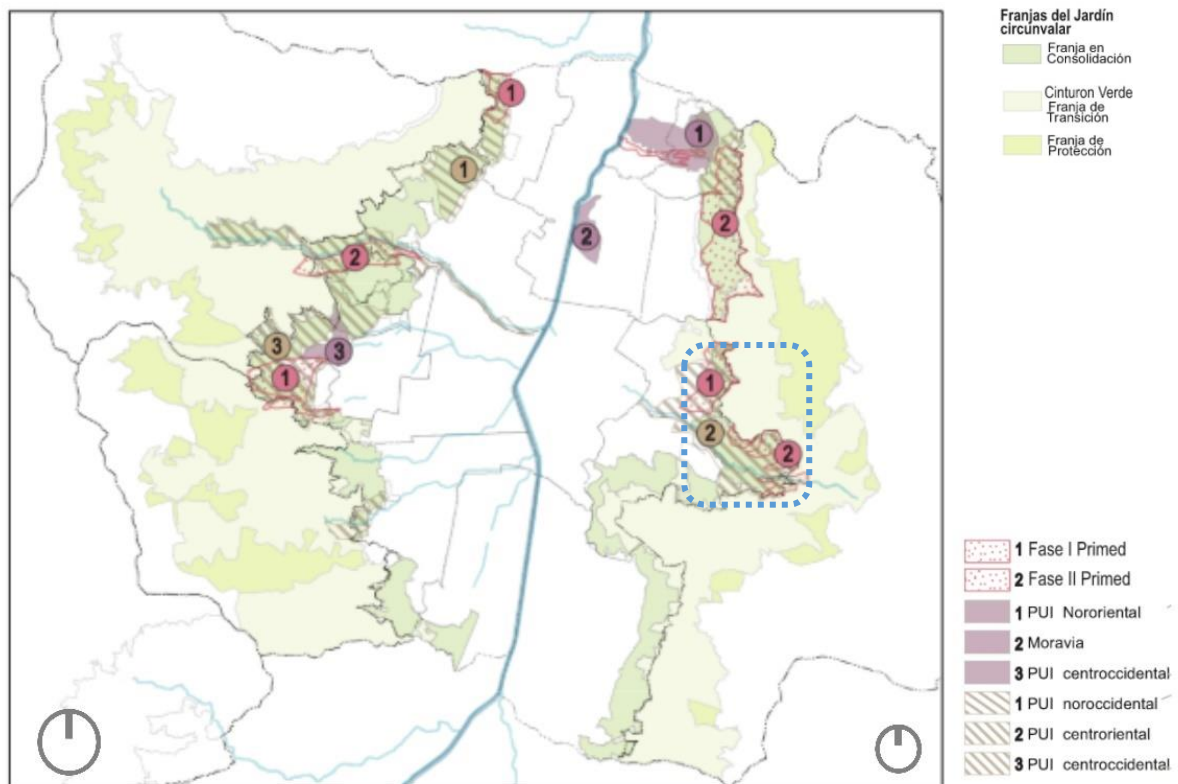 Franjas del Jardín
circunvalar
Franja en
Consolidación
Cinturon Verde
Franja de
Transición
Franja de
Protección
1
1
1
2
2
2
3
3
1
1
2
2
1 Fase I Primed
2 Fase II Primed
1 PUI Nororiental
2 Moravia
3 PUI centroccidental
1 PUI noroccidental
2 PUI centroriental
3 PUI centroccidental